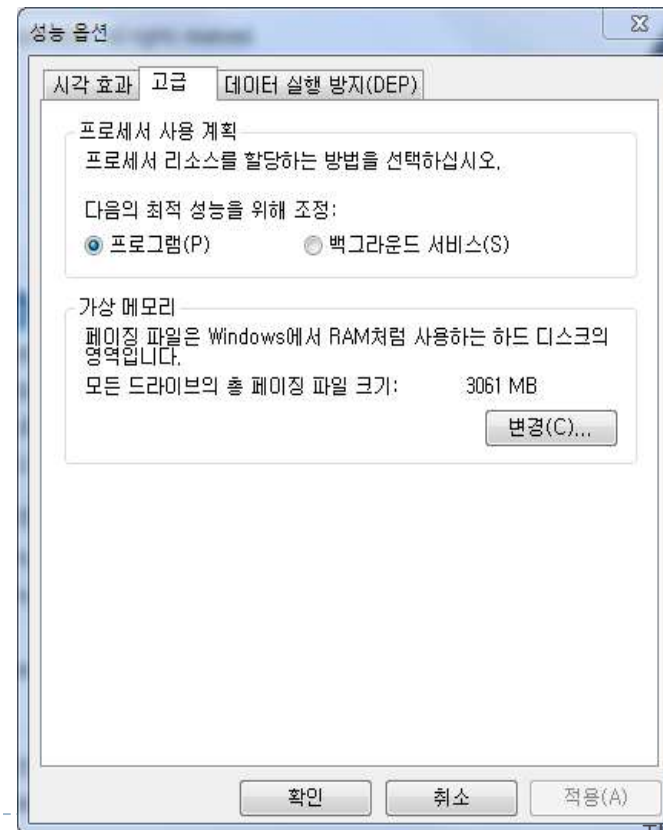 성능 옵션
시각 효과 고급 데이터 실행 방지(DEP)
프로세서 사용 계획
프로세서 리소스를 할당하는 방법을 선택하십시오.
다음의 최적 성능을 위해 조정:
프로그램(P) 백그라운드 서비스(S)
가상 메모리
페이징 파일은 Windows에서 RAM처럼 사용하는 하드 디스크의
영역입니다.
모든 드라이브의 총 페이징 파일 크기: 3061 MB
변경(C)...
확인 취소 적용(A)